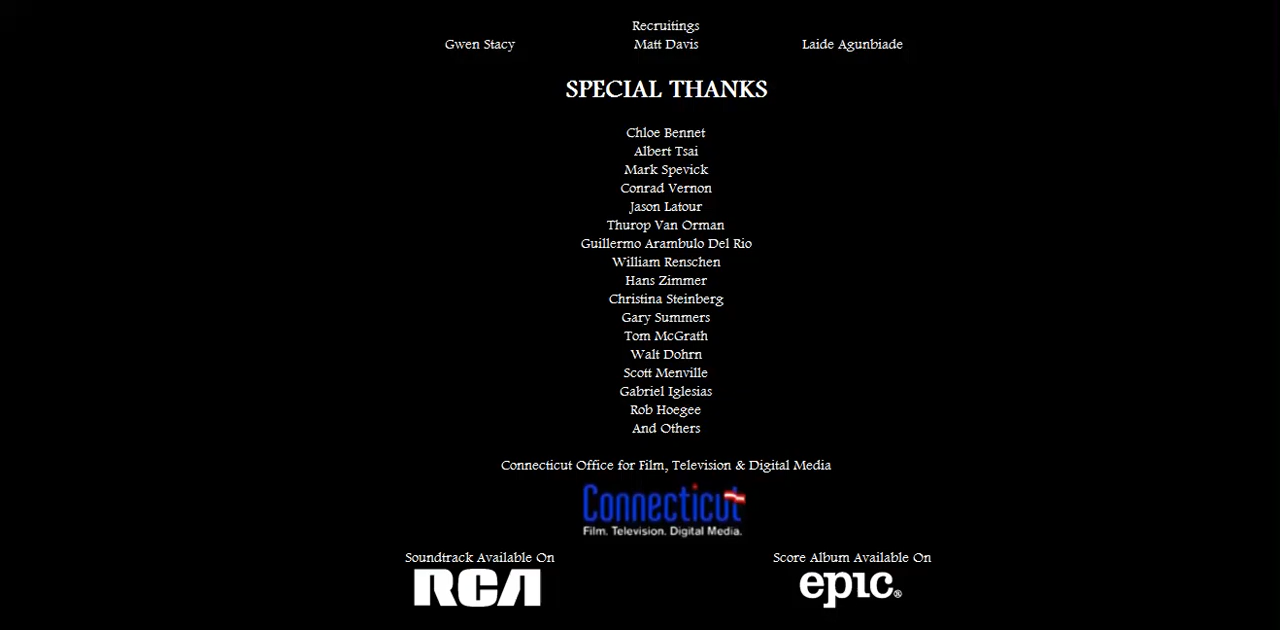 Recruitings
Gwen Stacy Matt Davis Laide Agunbiade
SPECIAL THANKS
Chloe Bennet
Albert Tsai
Mark Spevick
Conrad Vernon
Jason Latour
Thurop Van Orman
Guillermo Arambulo Del Rio
William Renschen
Hans Zimmer
Christina Steinberg
Gary Summers
Tom McGrath
Walt Dohrn
Scott Menville
Gabriel Iglesias
Rob Hoegee
And Others
Connecticut Office for Film, Television & Digital Media
Connecticut
Film. Television. Digital Media.
Soundtrack Available On Score Album Available On
RCA epic®